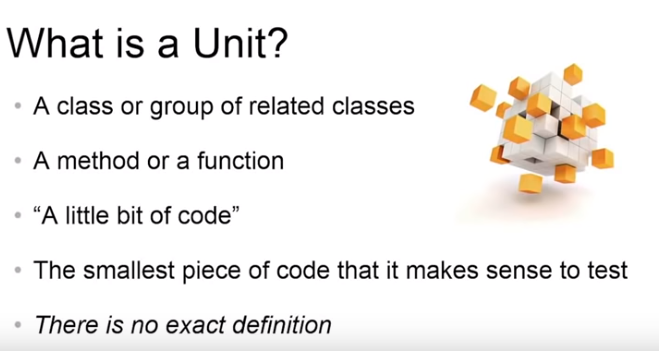 What is a Unit?
• A class or group of related classes
• A method or a function
• “A little bit of code”
• The smallest piece of code that it makes sense to test
• There is no exact definition